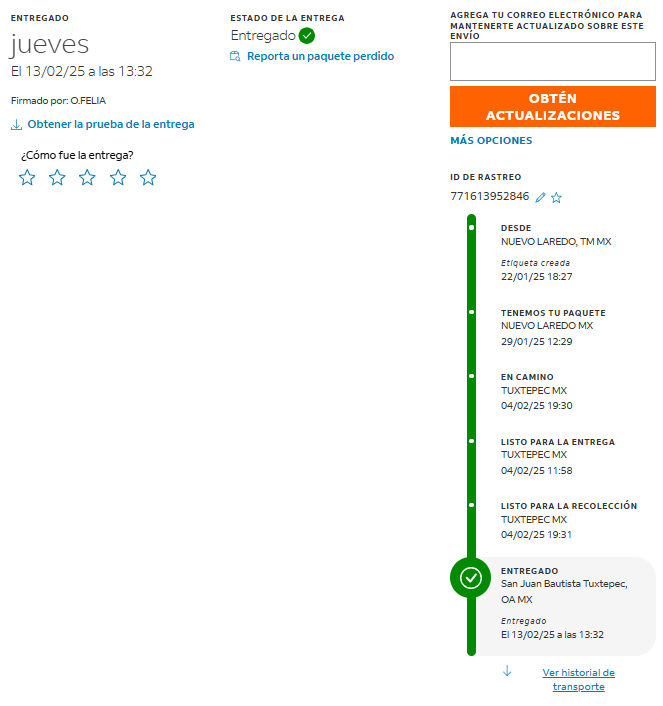 ENTREGADO
jueves
El 13/02/25 a las 13:32
Firmado por: O.FELIA
Obtener la prueba de la entrega
¿Cómo fue la entrega?
ESTADO DE LA ENTREGA
Entregado
Reporta un paquete perdido
AGREGA TU CORREO ELECTRÓNICO PARA
MANTENERTE ACTUALIZADO SOBRE ESTE
ENVÍO
OBTÉN
ACTUALIZACIONES
MÁS OPCIONES
ID DE RASTREO
771613952846
DESDE
NUEVO LAREDO, TM MX
Etiqueta creada
22/01/25 18:27
TENEMOS TU PAQUETE
NUEVO LAREDO MX
29/01/25 12:29
EN CAMINO
TUXTEPEC MX
04/02/25 19:30
LISTO PARA LA ENTREGA
TUXTEPEC MX
04/02/25 11:58
LISTO PARA LA RECOLECCIÓN
TUXTEPEC MX
04/02/25 19:31
ENTREGADO
San Juan Bautista Tuxtepec,
OA MX
Entregado
El 13/02/25 a las 13:32
Ver historial de
transporte